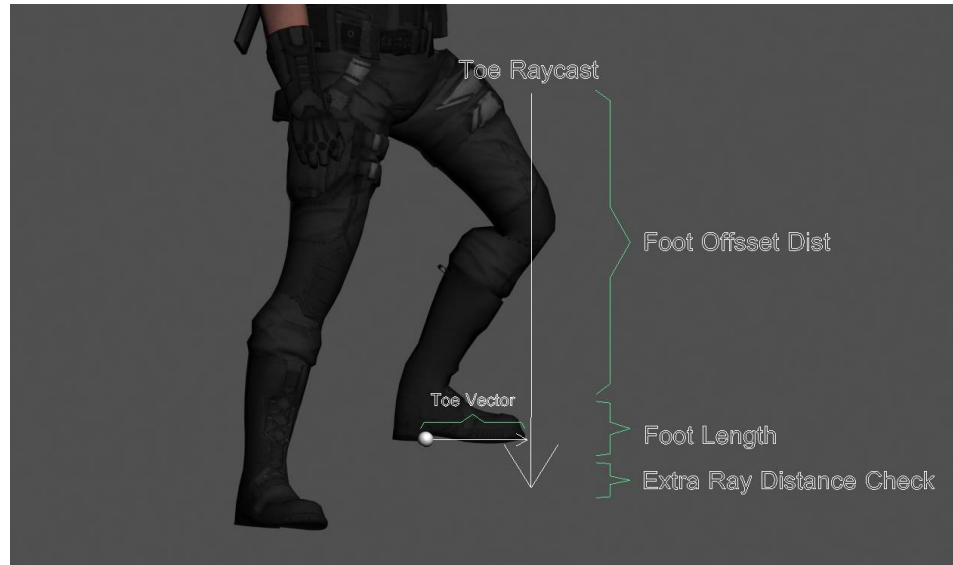 Toe Raycast
Foot Offsset Dist
Toe Vector
Foot Length
Extra Ray Distance Check